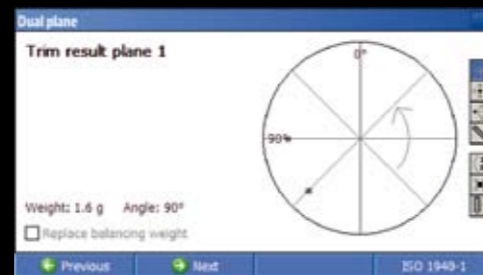 Dual plane
Trim result plane 1
0°
90°
Weight: 1.6 g Angle: 90°
Replace balancing weight
Previous
Next
ISO 1940-1